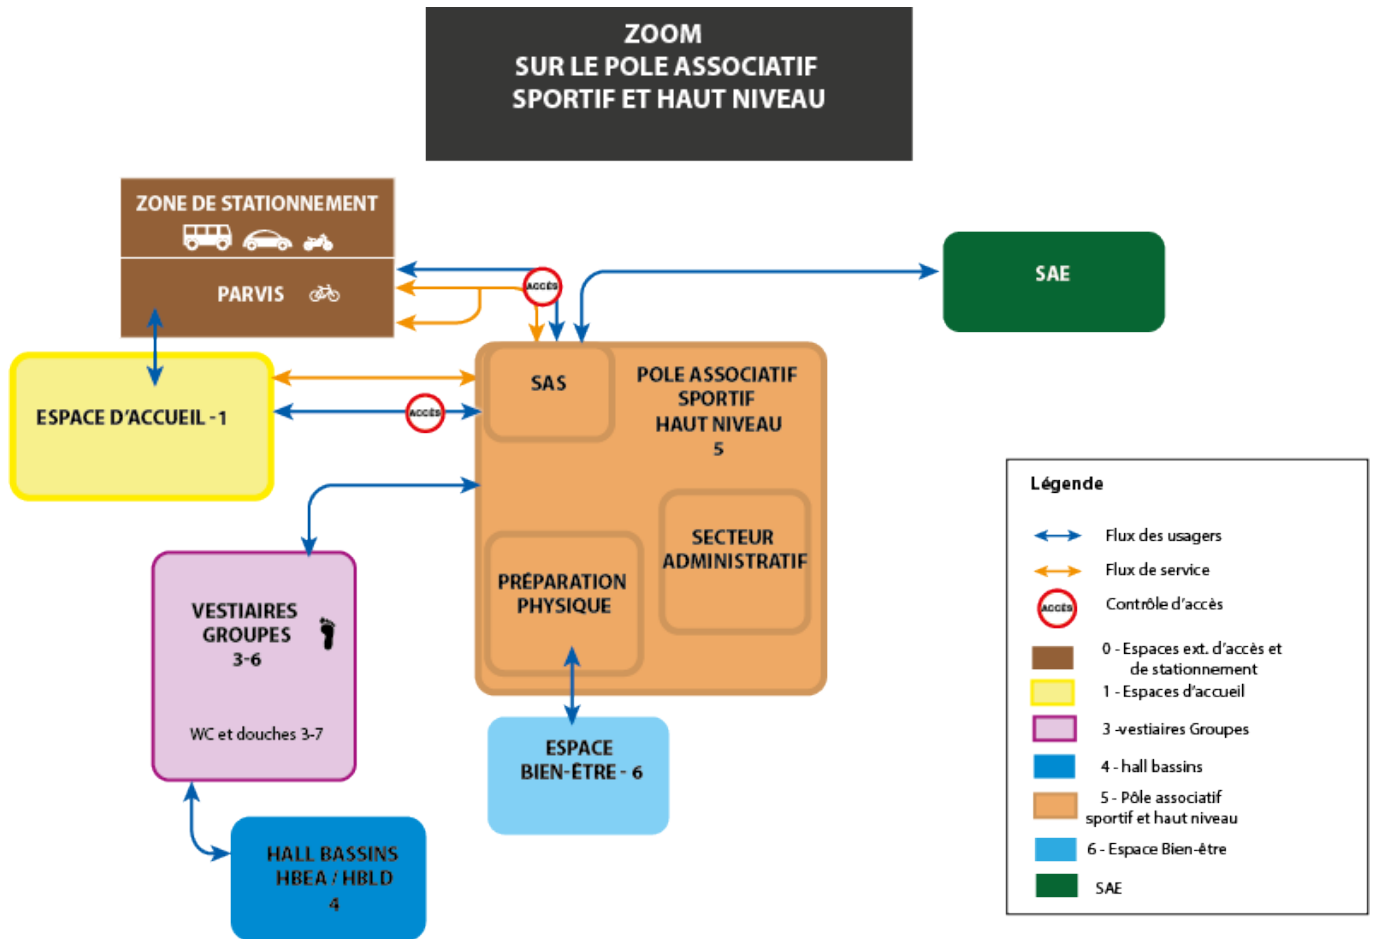 ZOOM
SUR LE POLE ASSOCIATIF
SPORTIF ET HAUT NIVEAU
ZONE DE STATIONNEMENT
PARVIS
ACCÈS
SAE
ESPACE D'ACCUEIL - 1
ACCÈS
SAS
POLE ASSOCIATIF
SPORTIF
HAUT NIVEAU
5
SECTEUR
ADMINISTRATIF
PRÉPARATION
PHYSIQUE
VESTIAIRES
GROUPES
3-6
WC et douches 3-7
ESPACE
BIEN-ÊTRE - 6
HALL BASSINS
HBEA / HBLD
4
Légende
Flux des usagers
Flux de service
ACCÈS
Contrôle d'accès
0 - Espaces ext. d'accès et
de stationnement
1 - Espaces d'accueil
3 -vestiaires Groupes
4 - hall bassins
5 - Pôle associatif
sportif et haut niveau
6 - Espace Bien-être
SAE